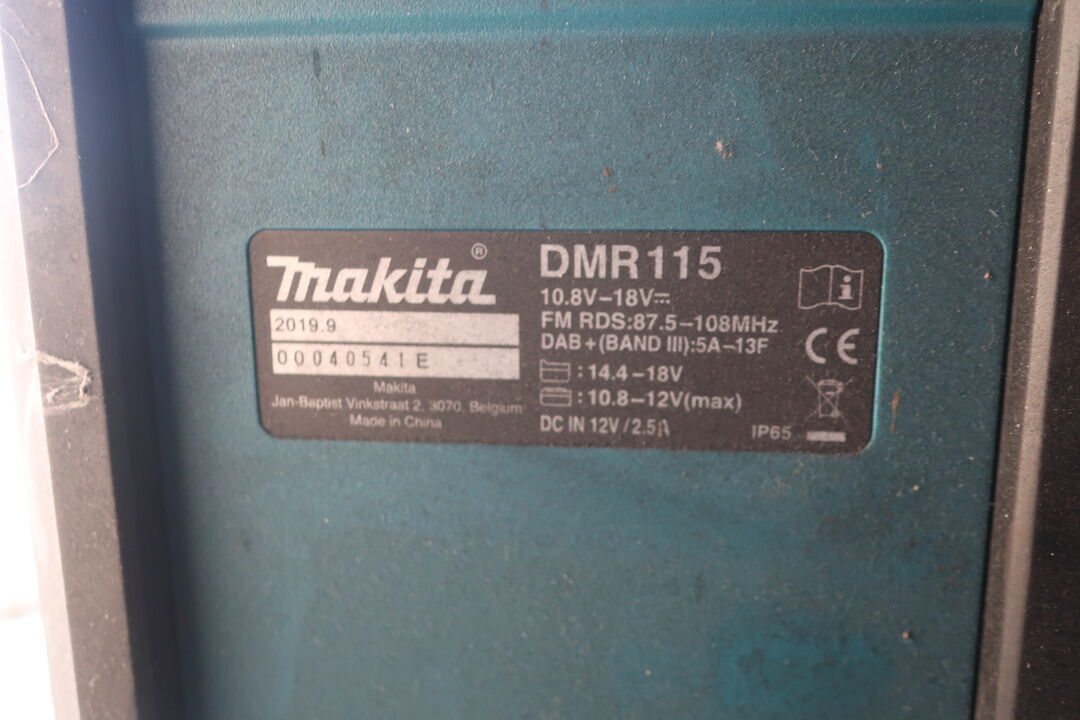 makita®
2019.9
00040541E
Makita
Jan-Baptist Vinkstraat 2, 3070, Belgium
Made in China
DMR115
10.8V-18V⎓
FM RDS:87.5-108MHz
DAB+(BAND III):5A-13F
:14.4-18V
:10.8-12V(max)
DC IN 12V/2.5A
i
CE
IP65